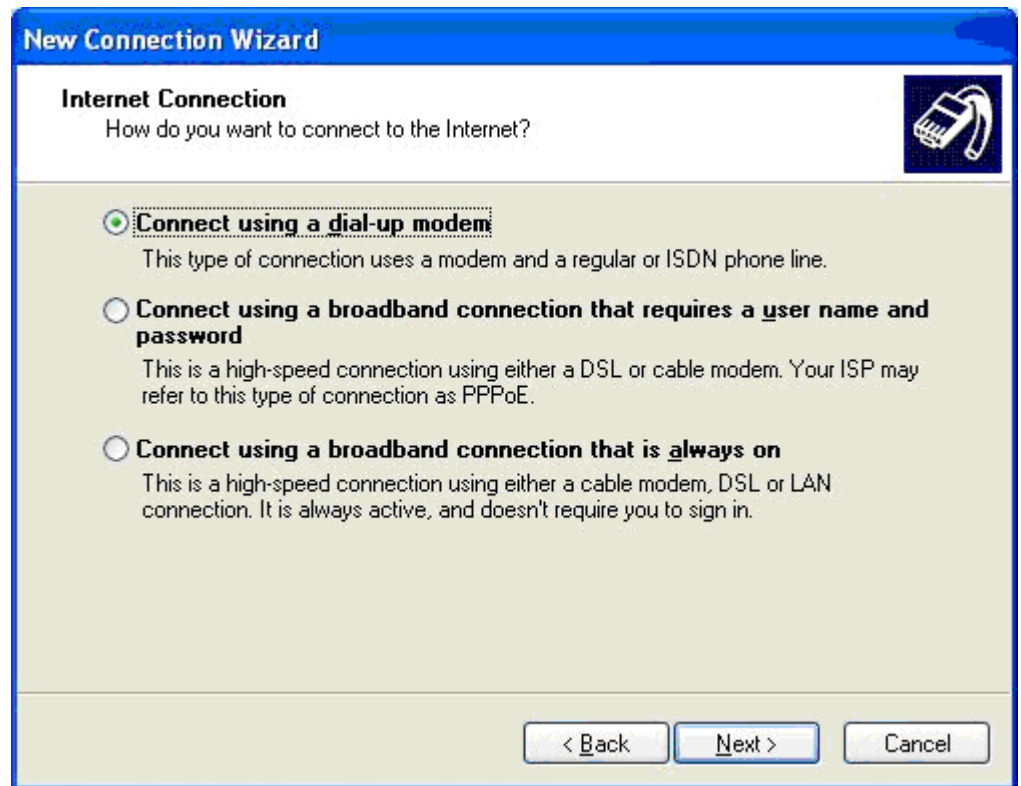 New Connection Wizard
Internet Connection
How do you want to connect to the Internet?
Connect using a dial-up modem
This type of connection uses a modem and a regular or ISDN phone line.
Connect using a broadband connection that requires a user name and
password
This is a high-speed connection using either a DSL or cable modem. Your ISP may
refer to this type of connection as PPPoE.
Connect using a broadband connection that is always on
This is a high-speed connection using either a cable modem, DSL or LAN
connection. It is always active, and doesn't require you to sign in.
< Back Next > Cancel